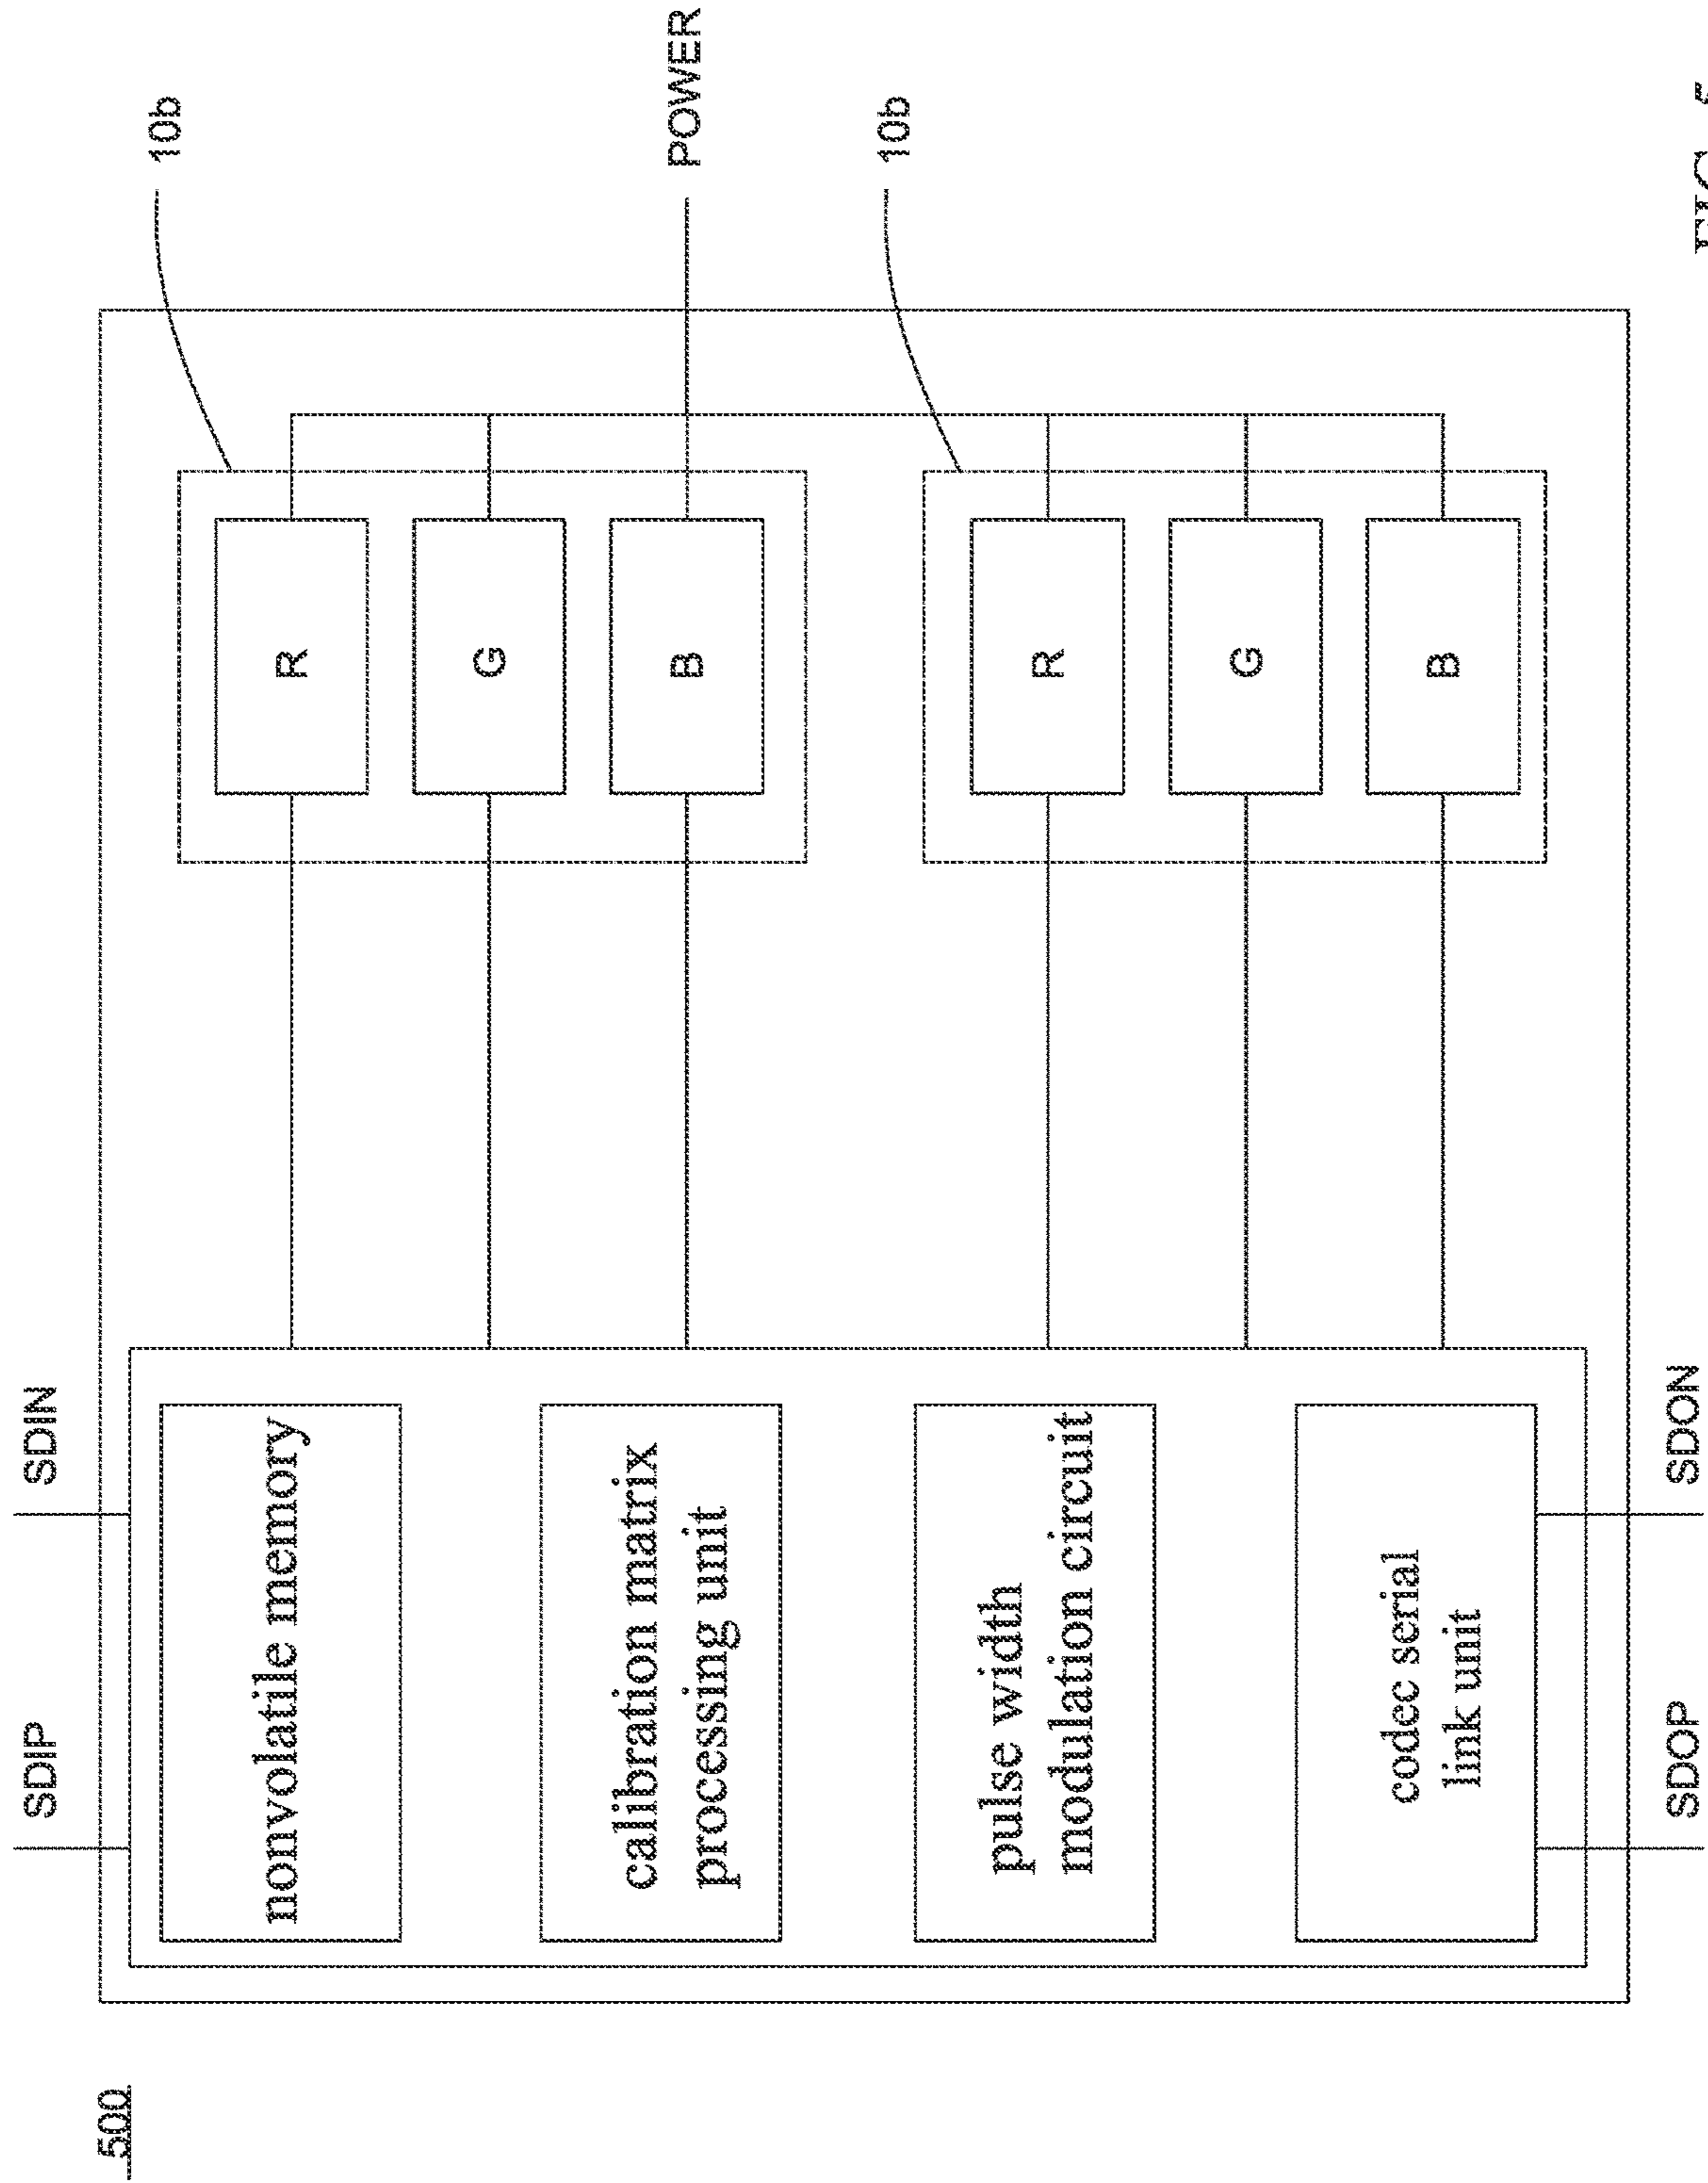 SDIP
SDIN
500
10b
nonvolatile memory
R
G
calibration matrix
processing unit
B
POWER
10b
pulse width
modulation circuit
R
G
codec serial
link unit
B
SDOP
SDON